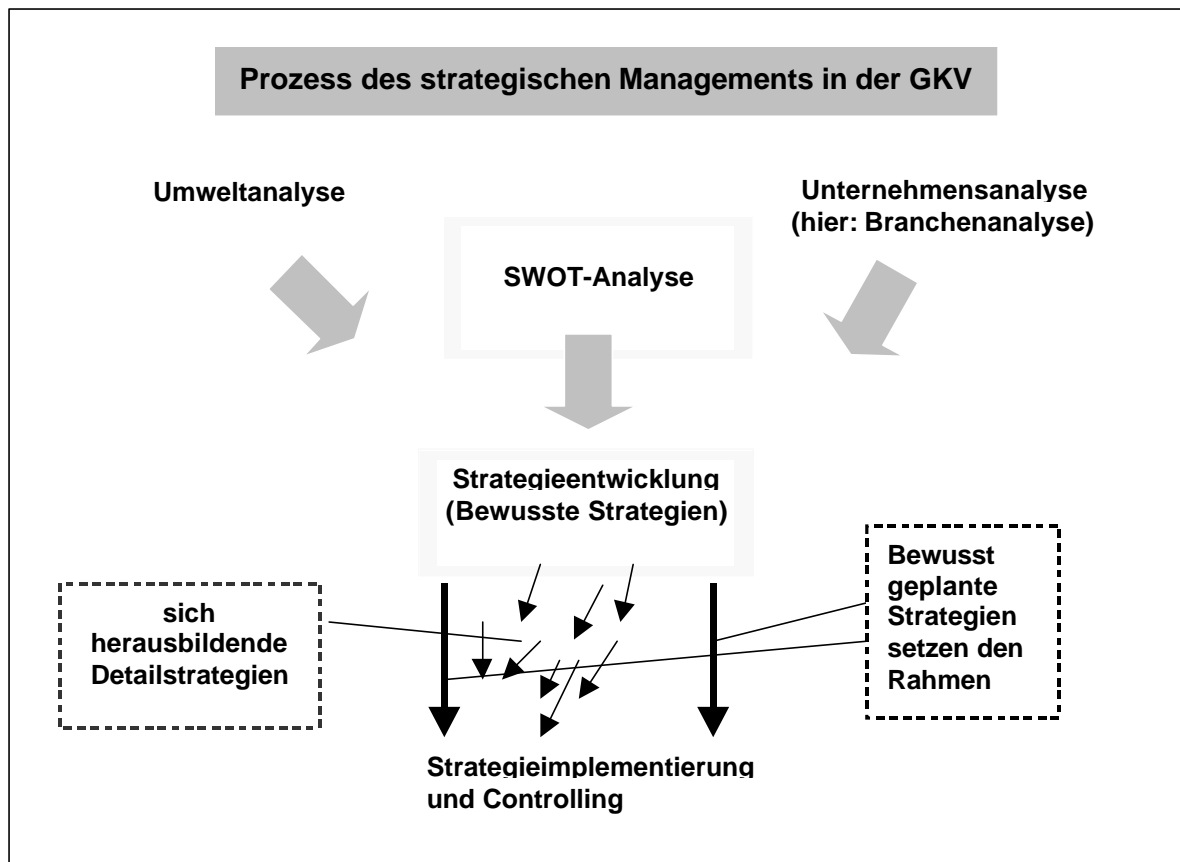 Prozess des strategischen Managements in der GKV
Umweltanalyse
Unternehmensanalyse
(hier: Branchenanalyse)
SWOT-Analyse
Strategieentwicklung
(Bewusste Strategien)
sich
herausbildende
Detailstrategien
Bewusst
geplante
Strategien
setzen den
Rahmen
Strategieimplementierung
und Controlling